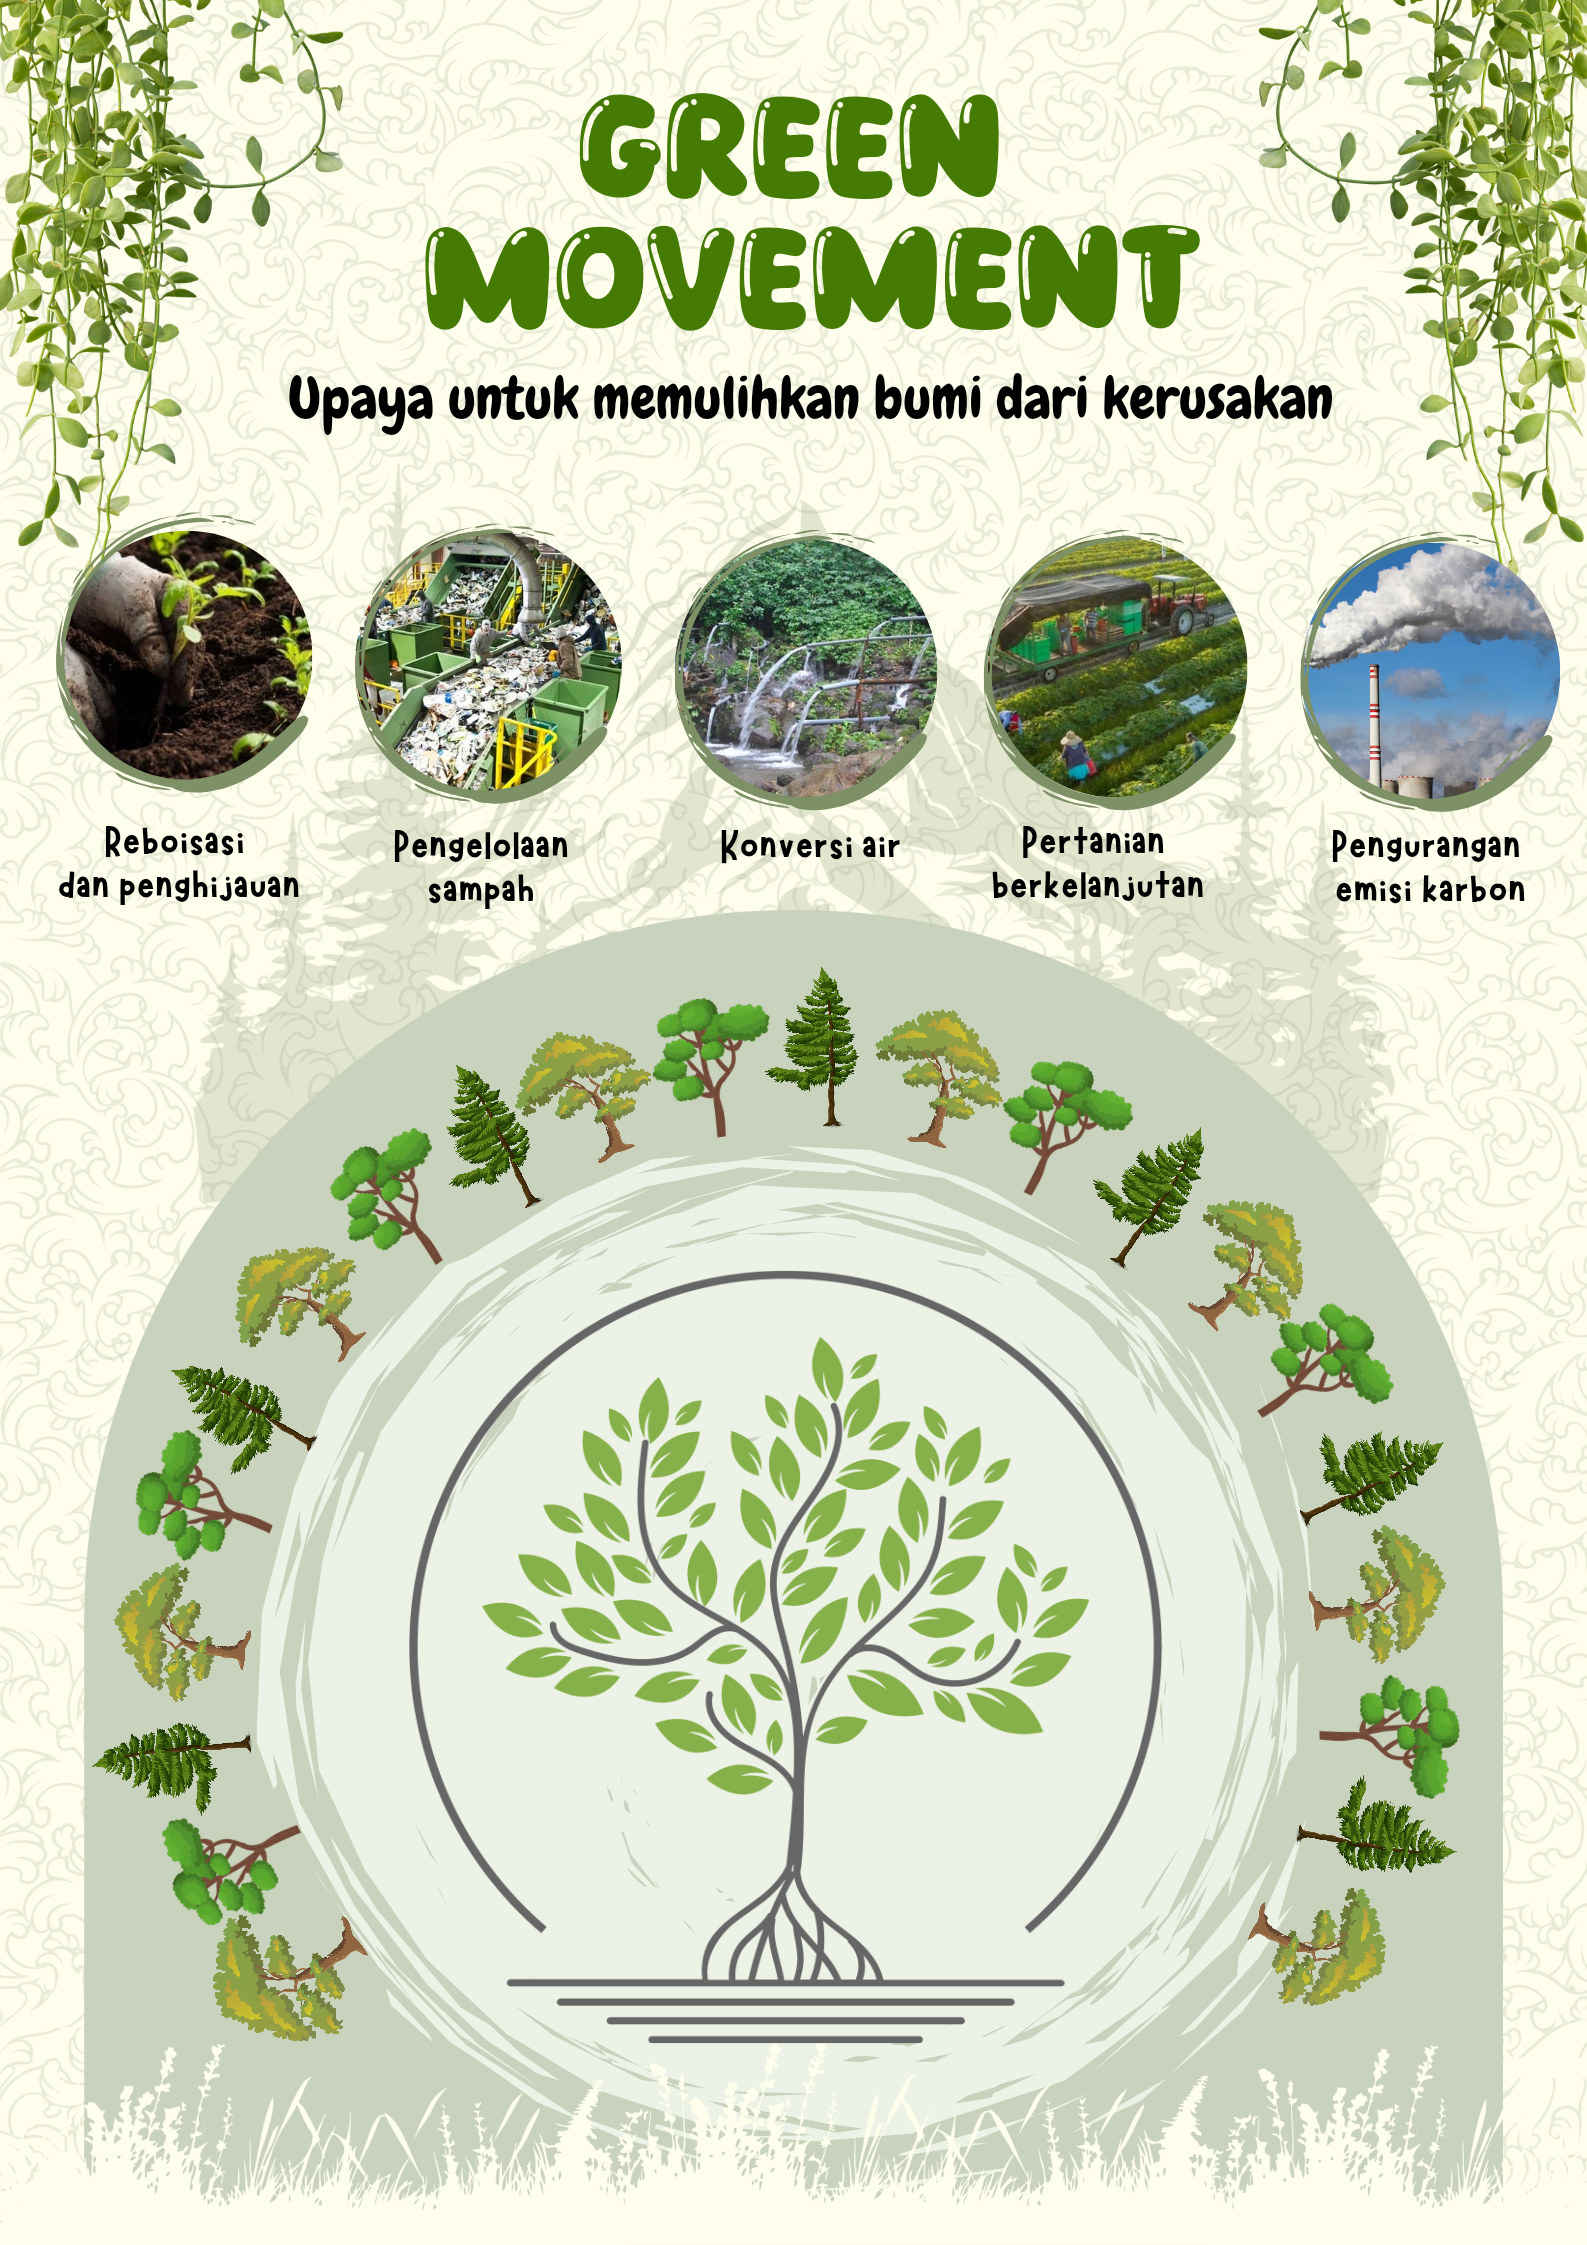 GREEN
MOVEMENT
Upaya untuk memulihkan bumi dari kerusakan
Reboisasi
dan penghijauan
Pengelolaan
sampah
Konversi air
Pertanian
berkelanjutan
Pengurangan
emisi karbon